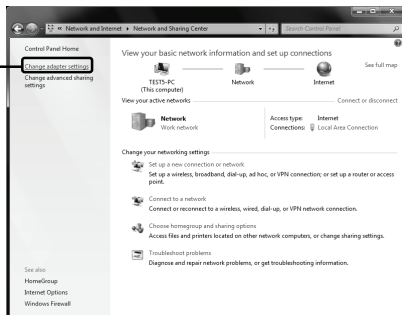 « Network and Internet ▸ Network and Sharing Center
Search Control Panel
Control Panel Home
Change adapter settings
Change advanced sharing
settings
View your basic network information and set up connections
See full map
TEST5-PC
(This computer)
Network
Internet
View your active networks
Connect or disconnect
Network
Work network
Access type: Internet
Connections: Local Area Connection
Change your networking settings
Set up a new connection or network
Set up a wireless, broadband, dial-up, ad hoc, or VPN connection; or set up a router or access
point.
Connect to a network
Connect or reconnect to a wireless, wired, dial-up, or VPN network connection.
Choose homegroup and sharing options
Access files and printers located on other network computers, or change sharing settings.
Troubleshoot problems
Diagnose and repair network problems, or get troubleshooting information.
See also
HomeGroup
Internet Options
Windows Firewall